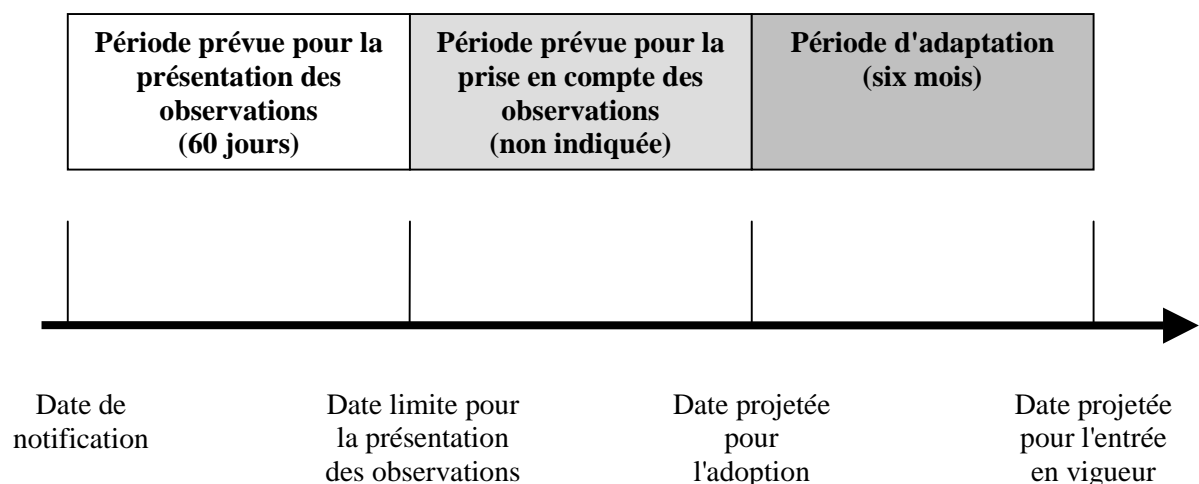 Période prévue pour la
présentation des
observations
(60 jours)
Période prévue pour la
prise en compte des
observations
(non indiquée)
Période d'adaptation
(six mois)
Date de
notification
Date limite pour
la présentation
des observations
Date projetée
pour
l'adoption
Date projetée
pour l'entrée
en vigueur